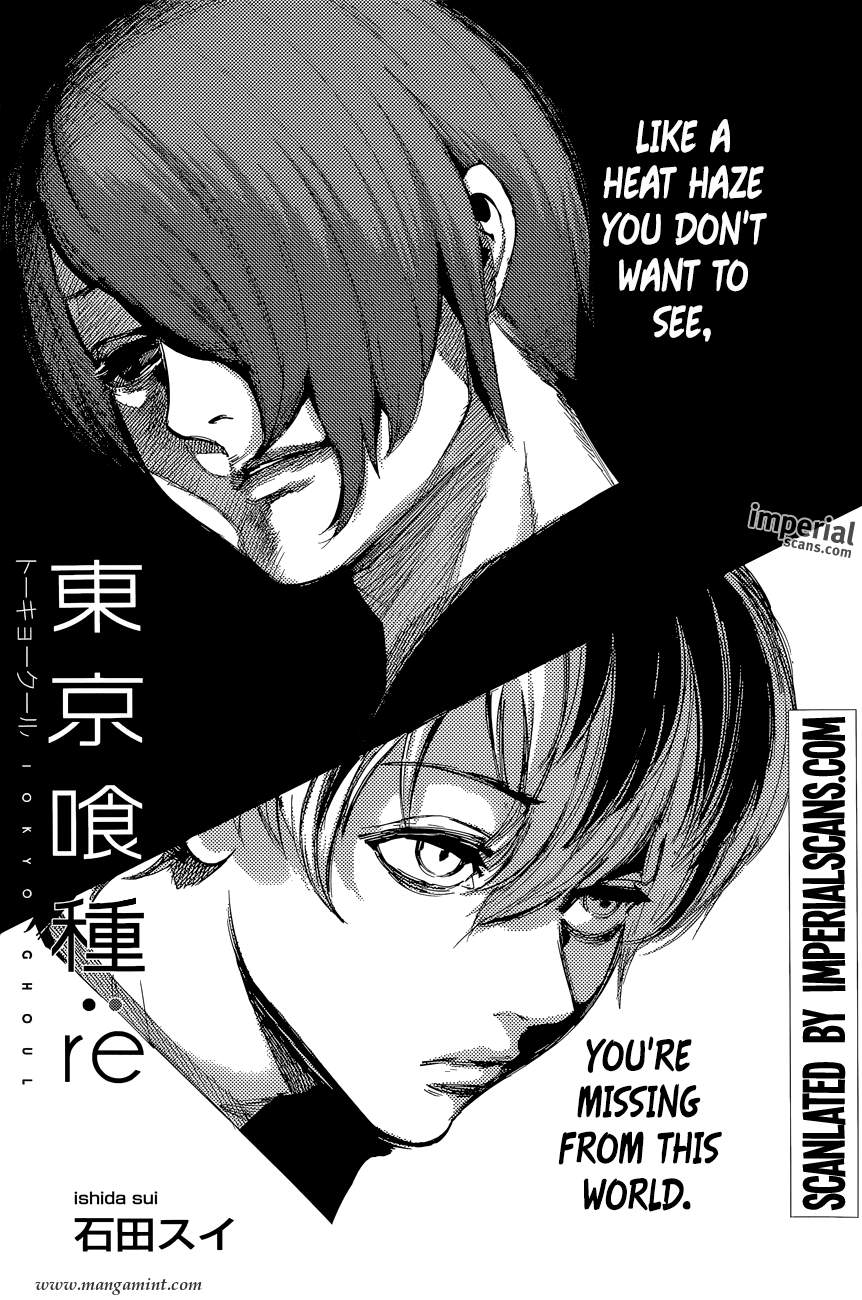 LIKE A
HEAT HAZE
YOU DON'T
WANT TO
SEE,
imperial
scans.com
東京喰種
:re
トーキョーグール
TOKYO GHOUL
SCANLATED BY IMPERIALSCANS.COM
YOU'RE
MISSING
FROM THIS
WORLD.
ishida sui
石田スイ
www.mangamint.com